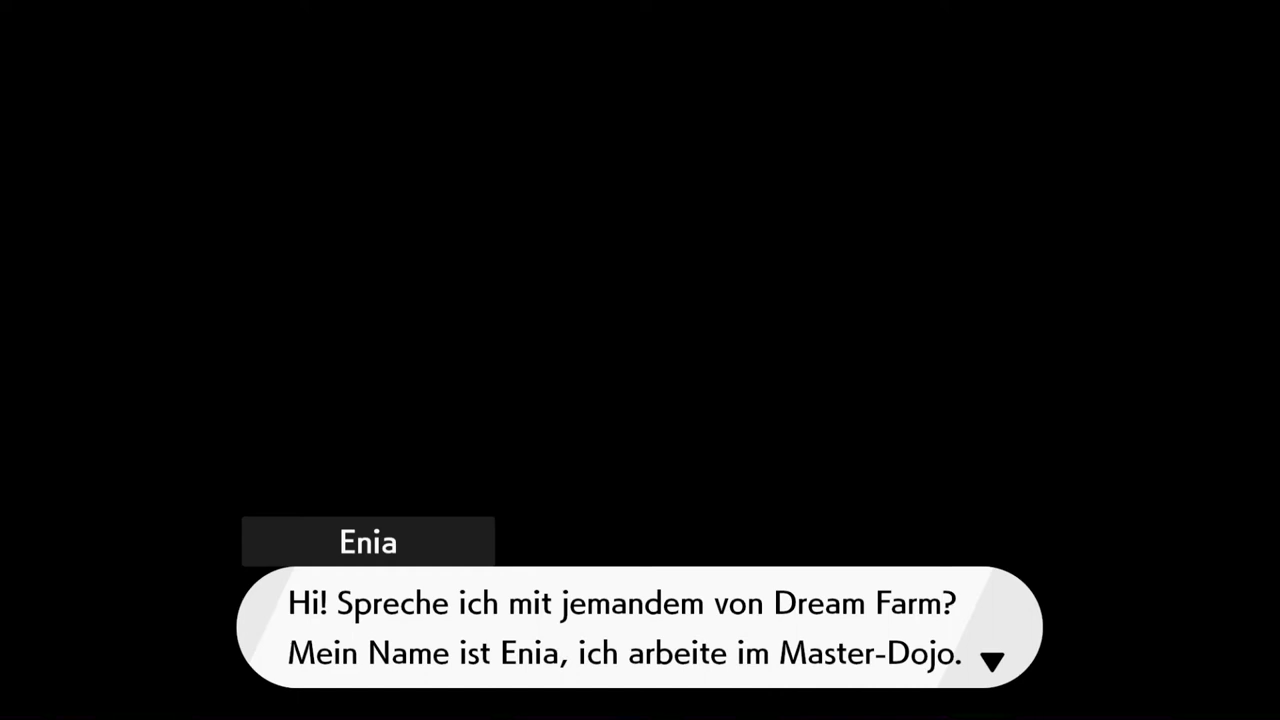 Enia
Hi! Spreche ich mit jemandem von Dream Farm?
Mein Name ist Enia, ich arbeite im Master-Dojo.